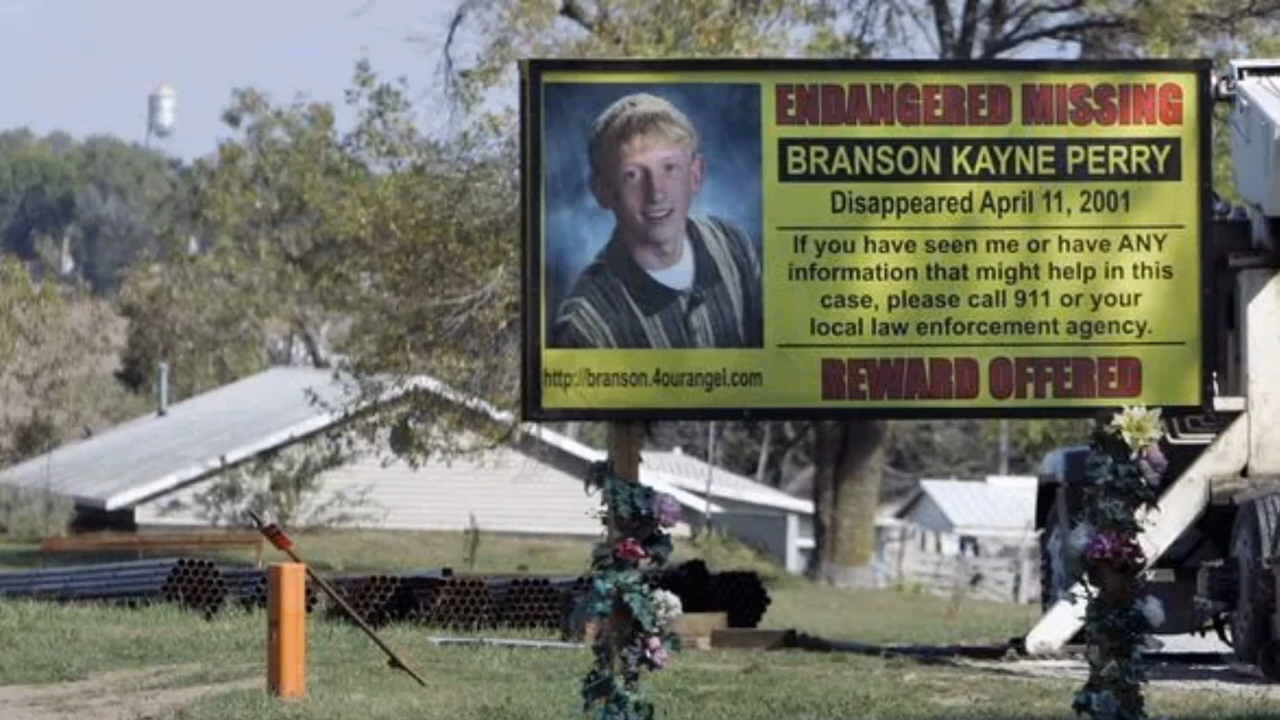 ENDANGERED MISSING
BRANSON KAYNE PERRY
Disappeared April 11, 2001
If you have seen me or have ANY
information that might help in this
case, please call 911 or your
local law enforcement agency.
http://branson.4ourangel.com
REWARD OFFERED